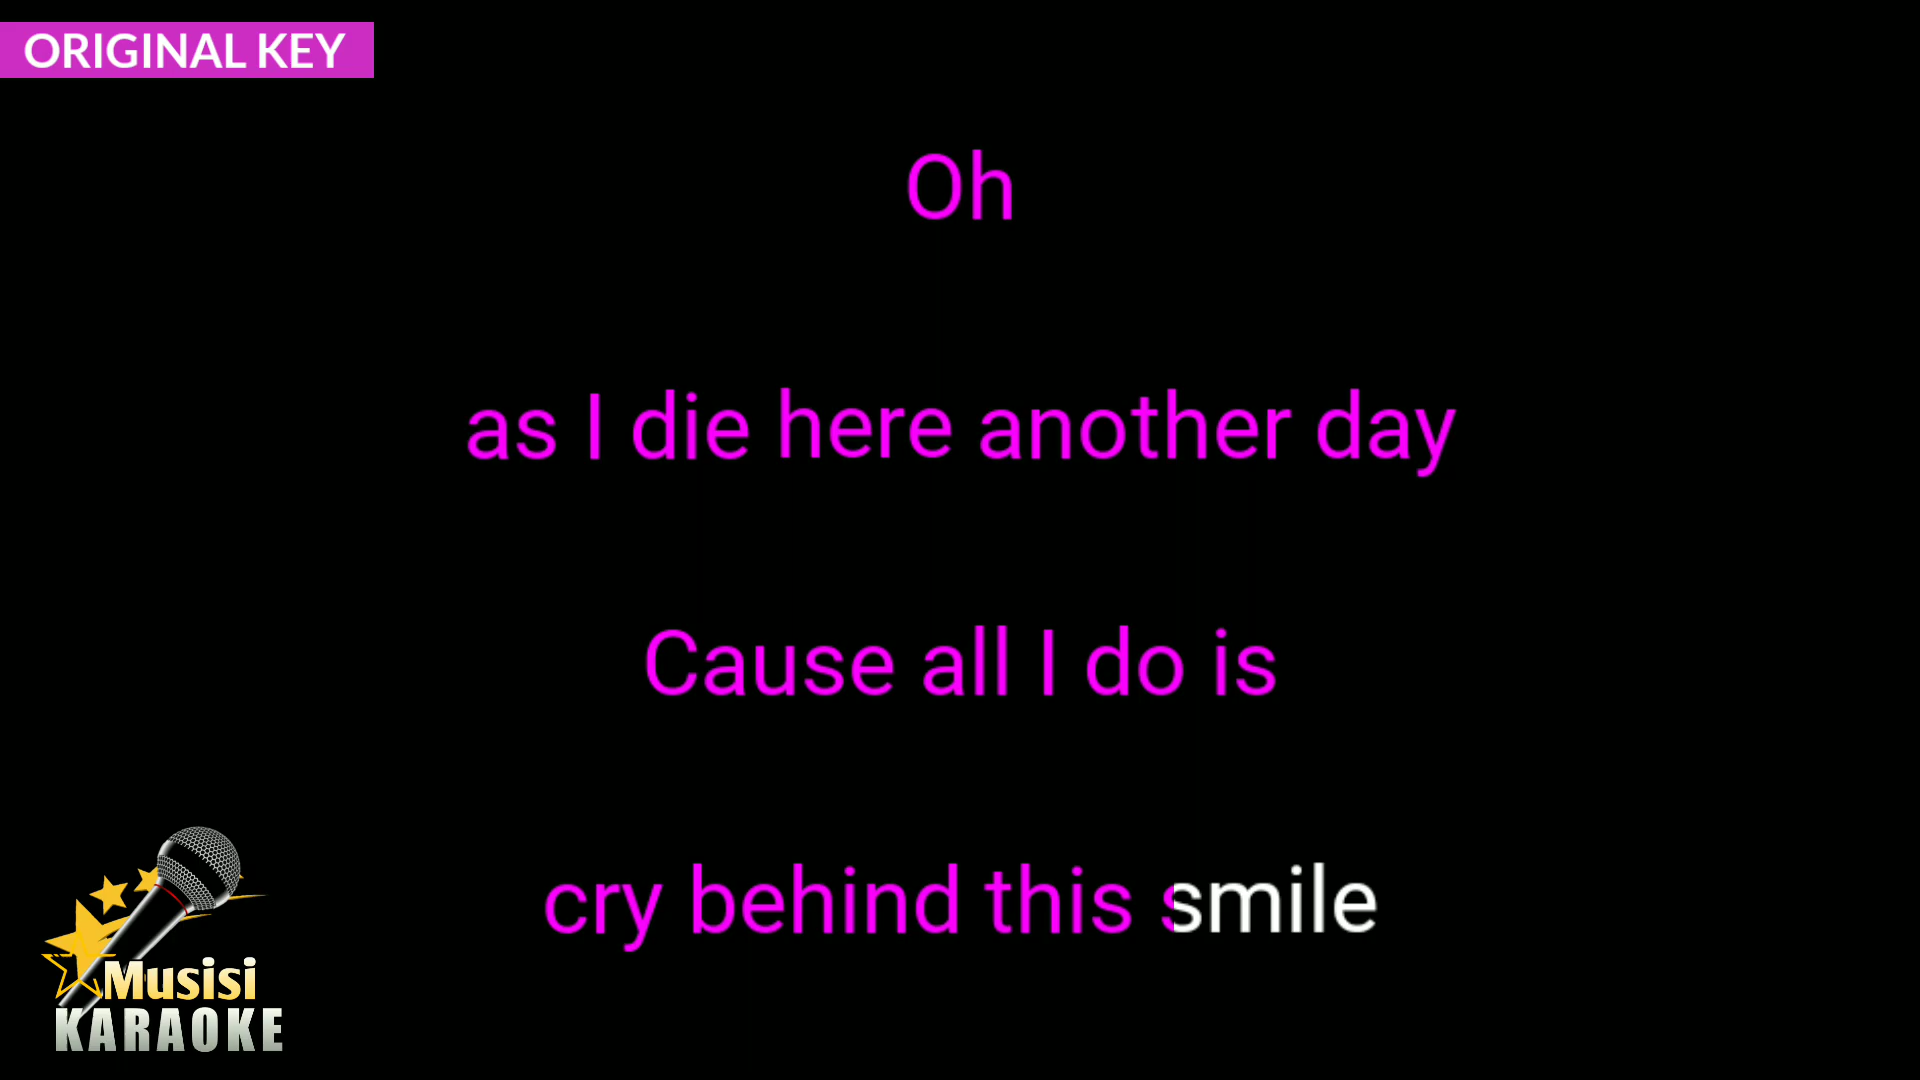 ORIGINAL KEY
Oh
as I die here another day
Cause all I do is
cry behind this smile
Musisi
KARAOKE